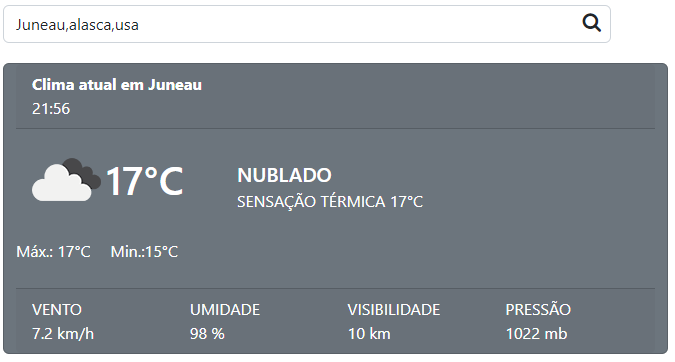 Juneau,alasca,usa
Clima atual em Juneau
21:56
17°C
NUBLADO
SENSAÇÃO TÉRMICA 17°C
Máx.: 17°C Min.:15°C
VENTO UMIDADE VISIBILIDADE PRESSÃO
7.2 km/h 98 % 10 km 1022 mb